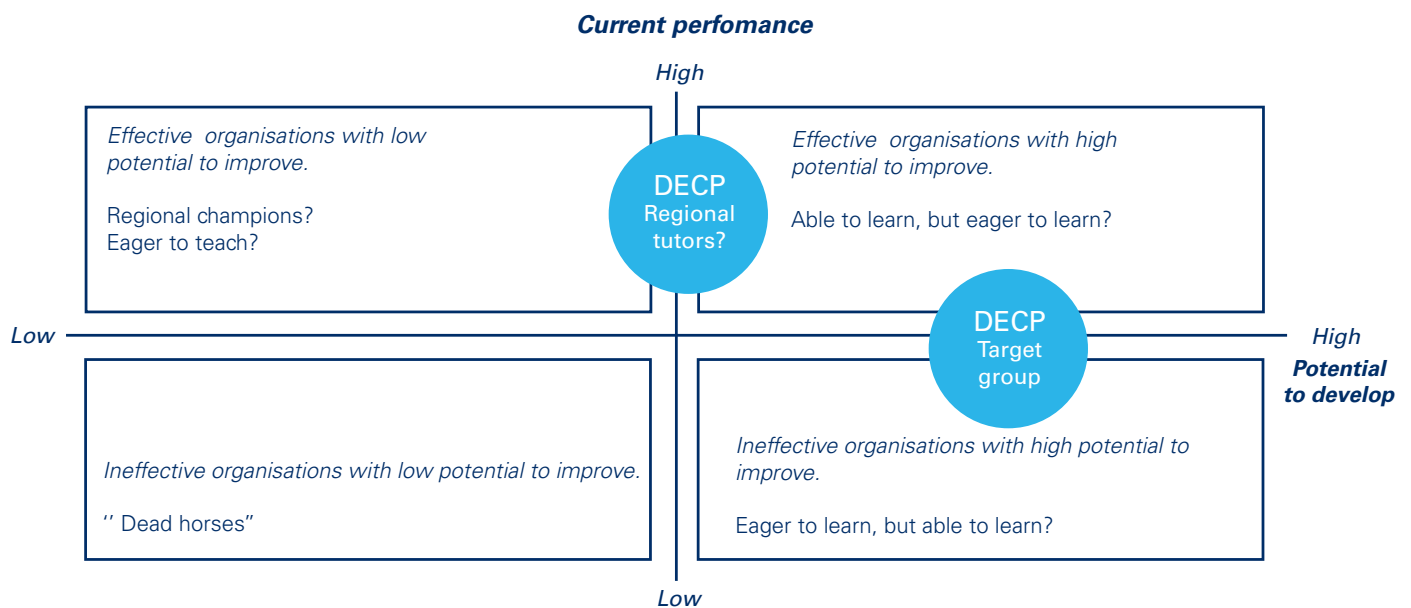 Current perfomance
High
Effective  organisations with low
potential to improve.
Regional champions?
Eager to teach?
DECP
Regional
tutors?
Effective  organisations with high
potential to improve.
Able to learn, but eager to learn?
Low
DECP
Target
group
High
Potential
to develop
Ineffective organisations with low potential to improve.
‘’ Dead horses”
Ineffective organisations with high potential to
improve.
Eager to learn, but able to learn?
Low